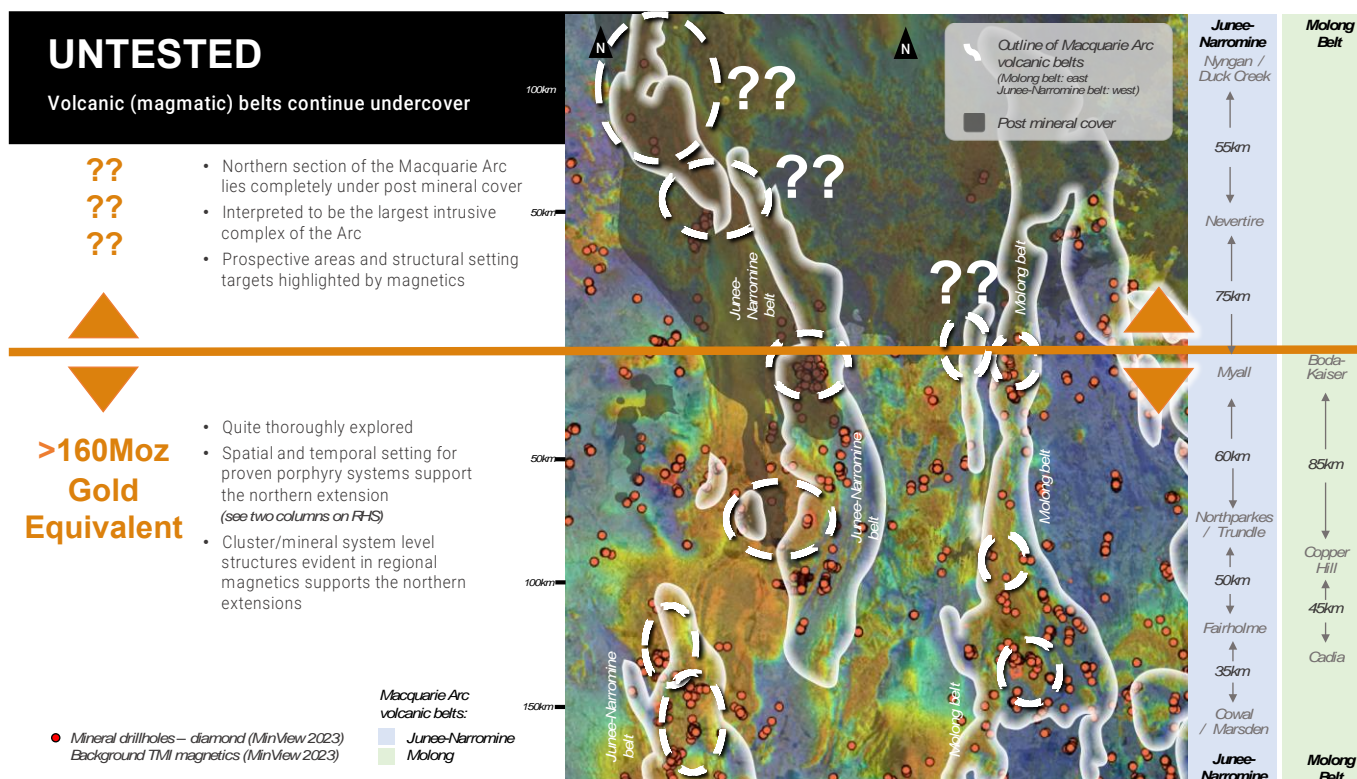 UNTESTED
Volcanic (magmatic) belts continue undercover
??
??
??
• Northern section of the Macquarie Arc
lies completely under post mineral cover
• Interpreted to be the largest intrusive
complex of the Arc
• Prospective areas and structural setting
targets highlighted by magnetics
>160Moz
Gold
Equivalent
• Quite thoroughly explored
• Spatial and temporal setting for
proven porphyry systems support
the northern extension
(see two columns on RHS)
• Cluster/mineral system level
structures evident in regional
magnetics supports the northern
extensions
Mineral drillholes – diamond (MinView 2023)
Background TMI magnetics (MinView 2023)
Macquarie Arc
volcanic belts:
Junee-Narromine
Molong
100km
50km
50km
100km
150km
N
N
??
??
??
Outline of Macquarie Arc
volcanic belts
(Molong belt: east
Junee-Narromine belt: west)
Post mineral cover
Junee-
Narromine
belt
Molong belt
Junee-Narromine
belt
Molong belt
Junee-Narromine
belt
Molong belt
Junee-
Narromine
Nyngan /
Duck Creek
55km
Nevertire
75km
Myall
60km
Northparkes
/ Trundle
50km
Fairholme
35km
Cowal
/ Marsden
Junee-
Narromine
Molong
Belt
Boda-
Kaiser
85km
Copper
Hill
45km
Cadia
Molong
Belt